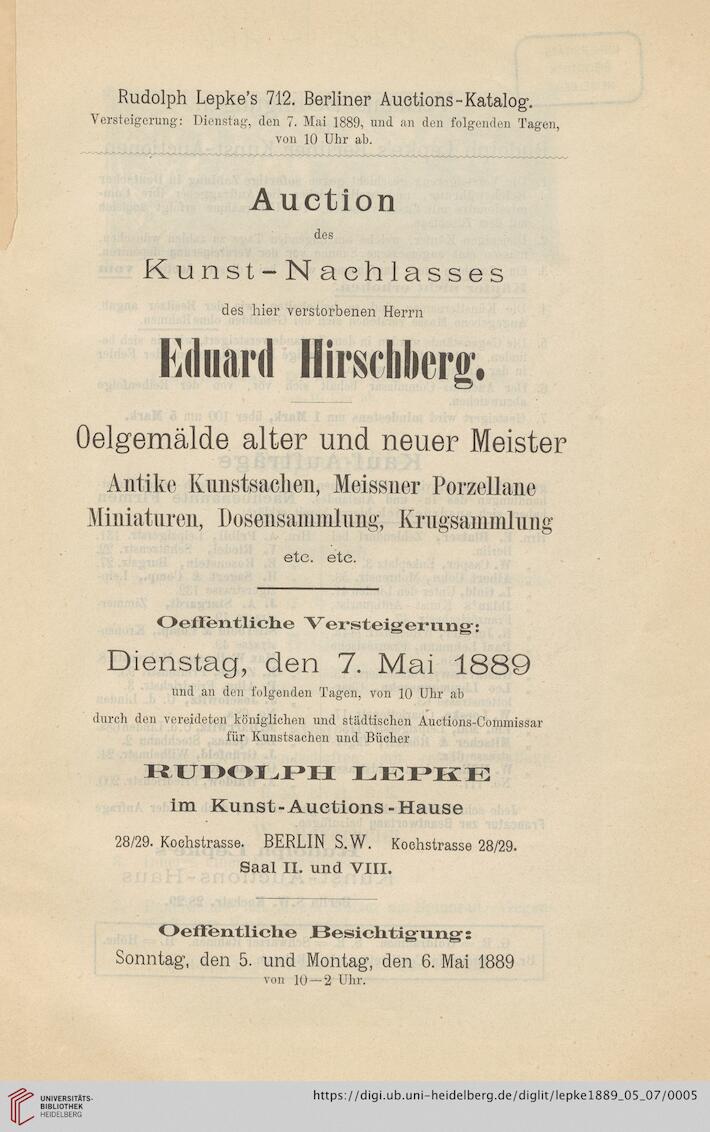 Rudolph Lepke's 712. Berliner Auctions-Katalog.
Versteigerung: Dienstag, den 7. Mai 1889, und an den folgenden Tagen,
von 10 Uhr ab.
Auction
des
Kunst-Nachlasses
des hier verstorbenen Herrn
Eduard Hirschberg.
Oelgemälde alter und neuer Meister
Antike Kunstsachen, Meissner Porzellane
Miniaturen, Dosensammlung, Krugsammlung
etc. etc.
Oeffentliche Versteigerung:
Dienstag, den 7. Mai 1889
und an den folgenden Tagen, von 10 Uhr ab
durch den vereideten königlichen und städtischen Auctions-Commissar
für Kunstsachen und Bücher
RUDOLPH LEPKE
im Kunst-Auctions-Hause
28/29. Kochstrasse. BERLIN S.W. Kochstrasse 28/29.
Saal II. und VIII.
Oeffentliche Besichtigung:
Sonntag, den 5. und Montag, den 6. Mai 1889
von 10—2 Uhr.
UNIVERSITÄTS-
BIBLIOTHEK
HEIDELBERG
https://digi.ub.uni-heidelberg.de/diglit/lepke1889_05_07/0005